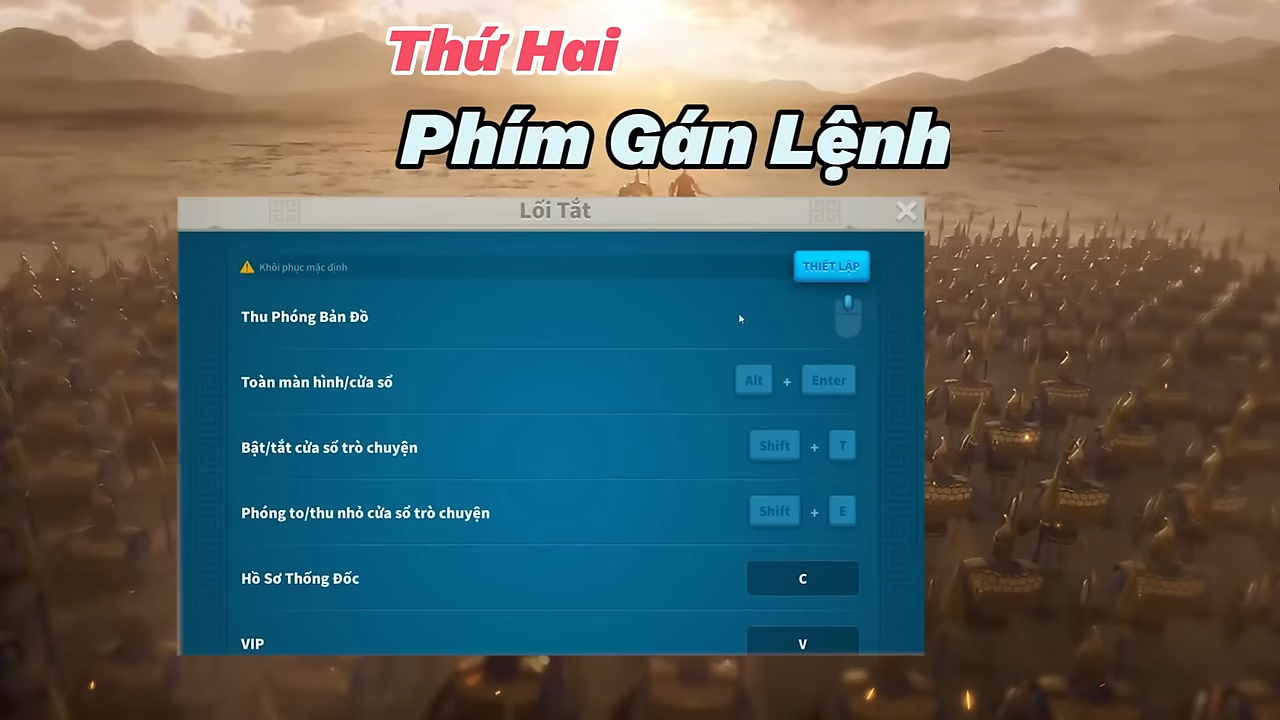 Thứ Hai
Phím Gán Lệnh
Lối Tắt
Khôi phục mặc định
THIẾT LẬP
Thu Phóng Bản Đồ
Toàn màn hình/cửa sổ
Alt + Enter
Bật/tắt cửa sổ trò chuyện
Shift + T
Phóng to/thu nhỏ cửa sổ trò chuyện
Shift + E
Hồ Sơ Thống Đốc
C
VIP
V